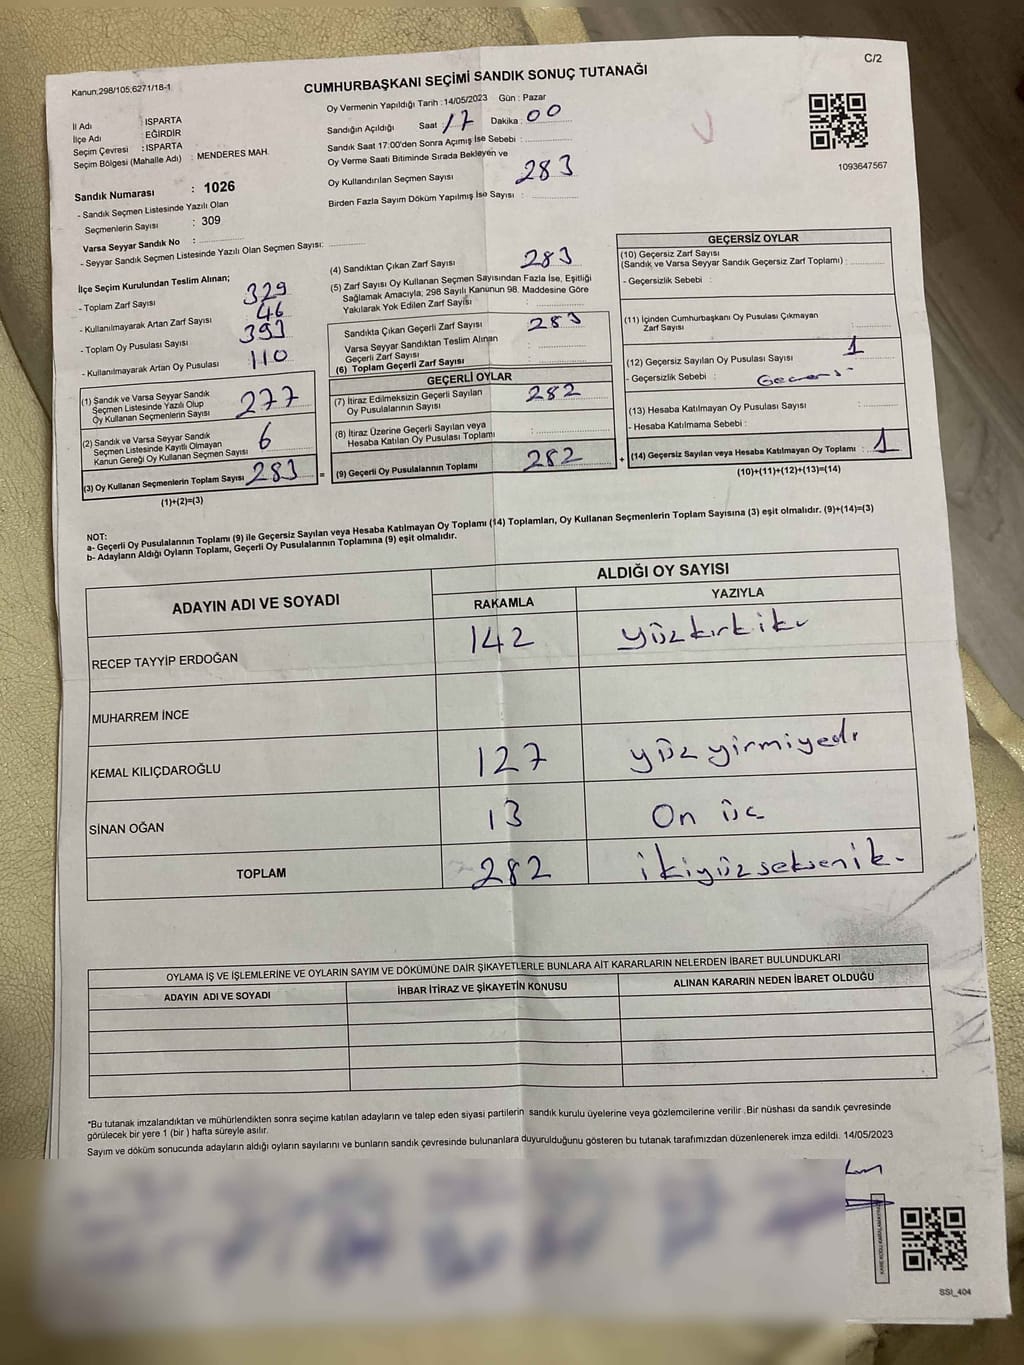 C/2
Kanun:298/105;6271/18-1
CUMHURBAŞKANI SEÇİMİ SANDIK SONUÇ TUTANAĞI
İl Adı : ISPARTA
İlçe Adı : EĞİRDİR
Seçim Çevresi : ISPARTA
Seçim Bölgesi (Mahalle Adı) : MENDERES MAH.
Sandık Numarası : 1026
- Sandık Seçmen Listesinde Yazılı Olan
Seçmenlerin Sayısı : 309
Varsa Seyyar Sandık No :
- Seyyar Sandık Seçmen Listesinde Yazılı Olan Seçmen Sayısı:
Oy Vermenin Yapıldığı Tarih :14/05/2023 Gün : Pazar
Sandığın Açıldığı Saat 17 Dakika : 00
Sandık Saat 17:00'den Sonra Açımış İse Sebebi :
Oy Verme Saati Bitiminde Sırada Bekleyen ve
Oy Kullandırılan Seçmen Sayısı 283
Birden Fazla Sayım Döküm Yapılmış İse Sayısı :
1093647567
İlçe Seçim Kurulundan Teslim Alınan;
- Toplam Zarf Sayısı 329
- Kullanılmayarak Artan Zarf Sayısı 46
- Toplam Oy Pusulası Sayısı 393
- Kullanılmayarak Artan Oy Pusulası 110
(1) Sandık ve Varsa Seyyar Sandık
Seçmen Listesinde Yazılı Olup
Oy Kullanan Seçmenlerin Sayısı 277
(2) Sandık ve Varsa Seyyar Sandık
Seçmen Listesinde Kayıtlı Olmayan
Kanun Gereği Oy Kullanan Seçmen Sayısı 6
(3) Oy Kullanan Seçmenlerin Toplam Sayısı 283
(1)+(2)=(3)
(4) Sandıktan Çıkan Zarf Sayısı 283
(5) Zarf Sayısı Oy Kullanan Seçmen Sayısından Fazla İse, Eşitliği
Sağlamak Amacıyla, 298 Sayılı Kanunun 98. Maddesine Göre
Yakılarak Yok Edilen Zarf Sayısı :
Sandıkta Çıkan Geçerli Zarf Sayısı 283
Varsa Seyyar Sandıktan Teslim Alınan
Geçerli Zarf Sayısı
(6) Toplam Geçerli Zarf Sayısı
GEÇERLİ OYLAR
(7) İtiraz Edilmeksizin Geçerli Sayılan
Oy Pusulalarının Sayısı 282
(8) İtiraz Üzerine Geçerli Sayılan veya
Hesaba Katılan Oy Pusulası Toplamı
= (9) Geçerli Oy Pusulalarının Toplamı 282
GEÇERSİZ OYLAR
(10) Geçersiz Zarf Sayısı
(Sandık ve Varsa Seyyar Sandık Geçersiz Zarf Toplamı) :
- Geçersizlik Sebebi :
(11) İçinden Cumhurbaşkanı Oy Pusulası Çıkmayan
Zarf Sayısı :
(12) Geçersiz Sayılan Oy Pusulası Sayısı : 1
- Geçersizlik Sebebi :
(13) Hesaba Katılmayan Oy Pusulası Sayısı :
- Hesaba Katılmama Sebebi :
+ (14) Geçersiz Sayılan veya Hesaba Katılmayan Oy Toplamı : 1
(10)+(11)+(12)+(13)=(14)
NOT:
a- Geçerli Oy Pusulalarının Toplamı (9) ile Geçersiz Sayılan veya Hesaba Katılmayan Oy Toplamı (14) Toplamları, Oy Kullanan Seçmenlerin Toplam Sayısına (3) eşit olmalıdır. (9)+(14)=(3)
b- Adayların Aldığı Oyların Toplamı, Geçerli Oy Pusulalarının Toplamına (9) eşit olmalıdır.
ADAYIN ADI VE SOYADI ALDIĞI OY SAYISI
RAKAMLA YAZIYLA
RECEP TAYYİP ERDOĞAN 142 yüzkırkiki
MUHARREM İNCE
KEMAL KILIÇDAROĞLU 127 yüz yirmiyedi
SİNAN OĞAN 13 On üç
TOPLAM 282 ikiyüzseksenik.
OYLAMA İŞ VE İŞLEMLERİNE VE OYLARIN SAYIM VE DÖKÜMÜNE DAİR ŞİKAYETLERLE BUNLARA AİT KARARLARIN NELERDEN İBARET BULUNDUKLARI
ADAYIN ADI VE SOYADI İHBAR İTİRAZ VE ŞİKAYETİN KONUSU ALINAN KARARIN NEDEN İBARET OLDUĞU
*Bu tutanak imzalandıktan ve mühürlendikten sonra seçime katılan adayların ve talep eden siyasi partilerin sandık kurulu üyelerine veya gözlemcilerine verilir .Bir nüshası da sandık çevresinde
görülecek bir yere 1 (bir ) hafta süreyle asılır.
Sayım ve döküm sonucunda adayların aldığı oyların sayılarını ve bunların sandık çevresinde bulunanlara duyurulduğunu gösteren bu tutanak tarafımızdan düzenlenerek imza edildi. 14/05/2023
SSI_404